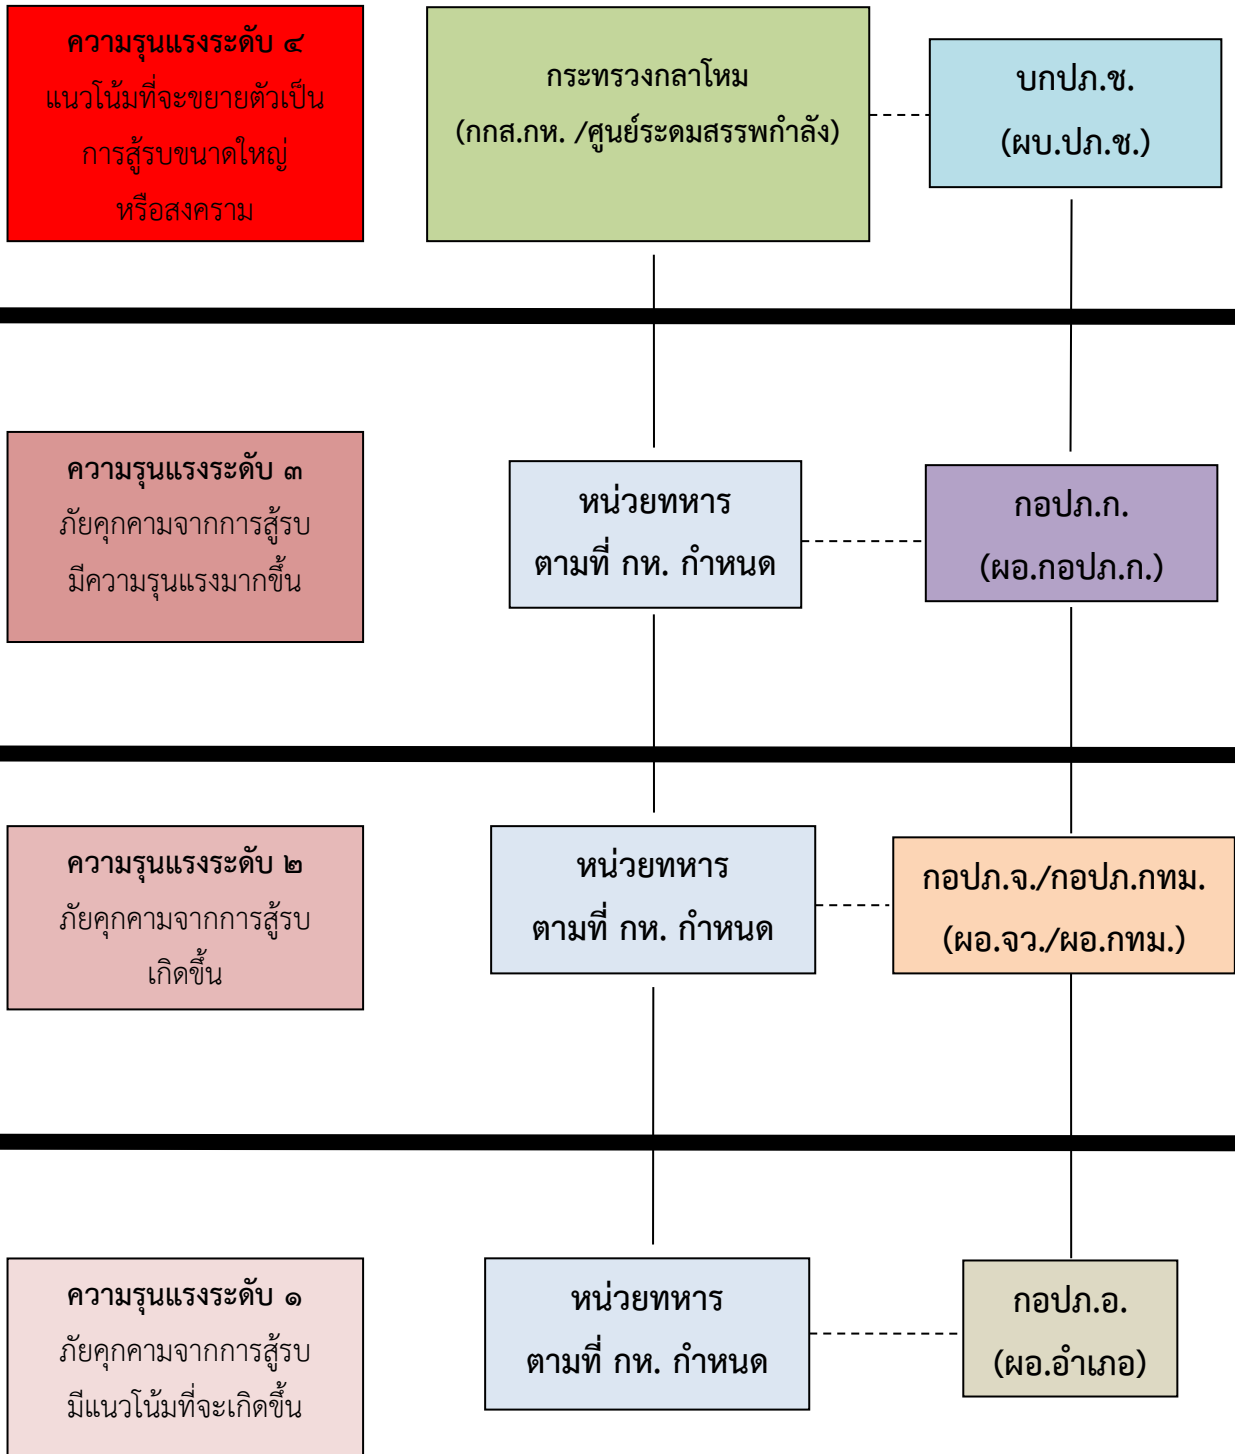 ความรุนแรงระดับ ๔
แนวโน้มที่จะขยายตัวเป็น
การสู้รบขนาดใหญ่
หรือสงคราม
กระทรวงกลาโหม
(กกส.กห. /ศูนย์ระดมสรรพกำลัง)
บกปภ.ช.
(ผบ.ปภ.ช.)
ความรุนแรงระดับ ๓
ภัยคุกคามจากการสู้รบ
มีความรุนแรงมากขึ้น
หน่วยทหาร
ตามที่ กห. กำหนด
กอปภ.ก.
(ผอ.กอปภ.ก.)
ความรุนแรงระดับ ๒
ภัยคุกคามจากการสู้รบ
เกิดขึ้น
หน่วยทหาร
ตามที่ กห. กำหนด
กอปภ.จ./กอปภ.กทม.
(ผอ.จว./ผอ.กทม.)
ความรุนแรงระดับ ๑
ภัยคุกคามจากการสู้รบ
มีแนวโน้มที่จะเกิดขึ้น
หน่วยทหาร
ตามที่ กห. กำหนด
กอปภ.อ.
(ผอ.อำเภอ)